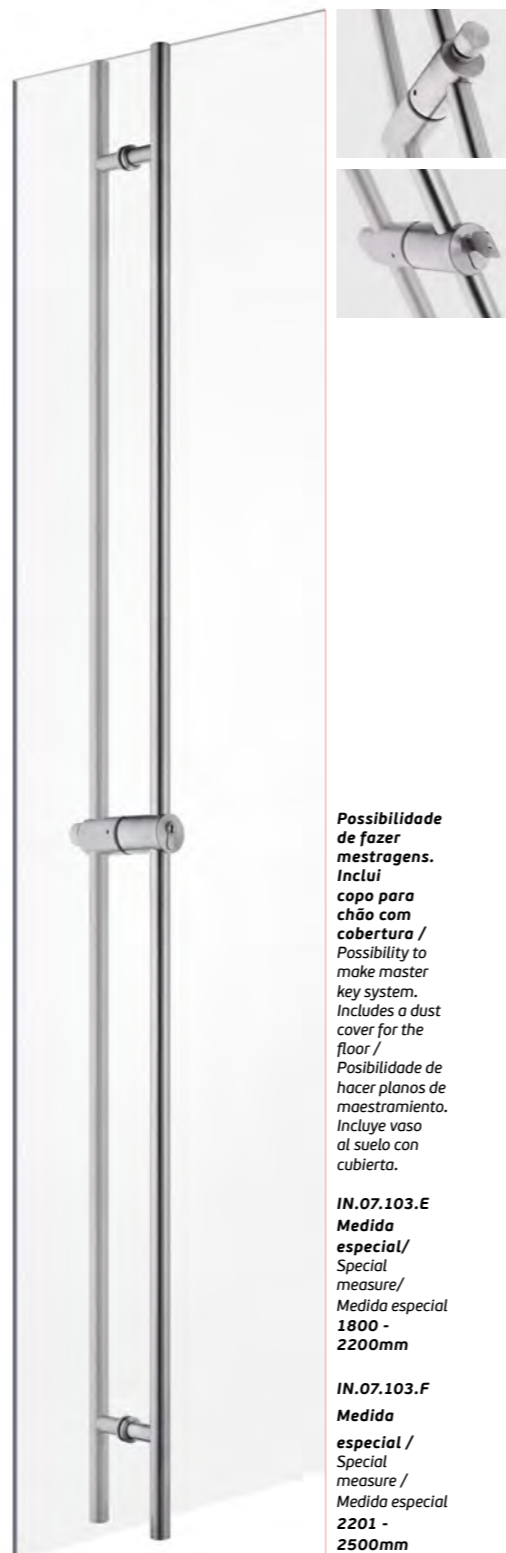 Possibilidade
de fazer
mestragens.
Inclui
copo para
chão com
cobertura /
Possibility to
make master
key system.
Includes a dust
cover for the
floor /
Posibilidade de
hacer planos de
maestramiento.
Incluye vaso
al suelo con
cubierta.
IN.07.103.E
Medida
especial/
Special
measure/
Medida especial
1800 -
2200mm
IN.07.103.F
Medida
especial /
Special
measure /
Medida especial
2201 -
2500mm